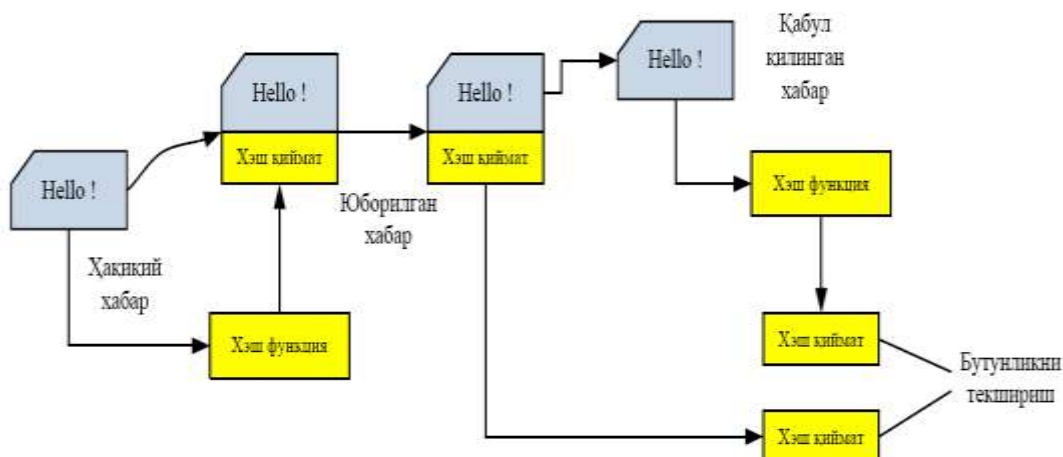 Hello !
Хэш қиймат
Hello !
Хэш қиймат
Hello !
Қабул
қилинган
хабар
Hello !
Ҳақиқий
хабар
Юборилган
хабар
Хэш функция
Хэш функция
Хэш қиймат
Хэш қиймат
Бутунликни
текшириш